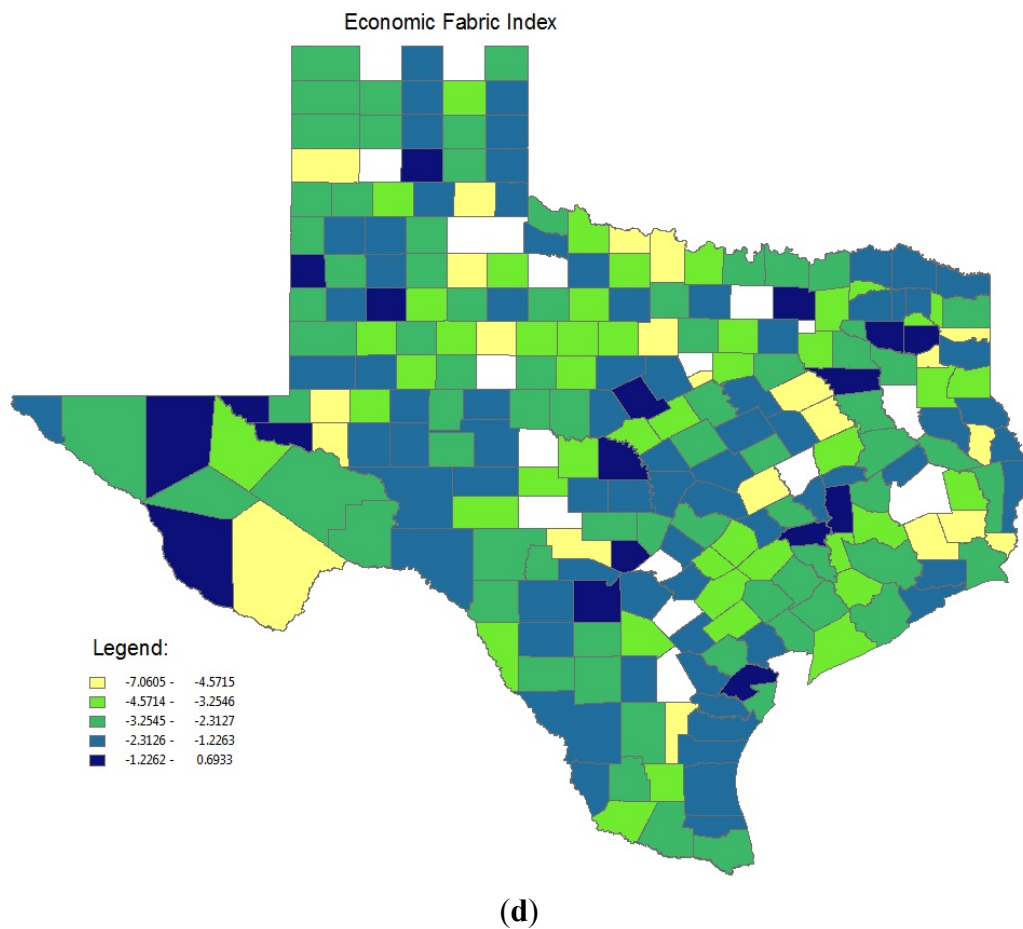 Economic Fabric Index
Legend:
-7.0605 - -4.5715
-4.5714 - -3.2546
-3.2545 - -2.3127
-2.3126 - -1.2263
-1.2262 - 0.6933
(d)